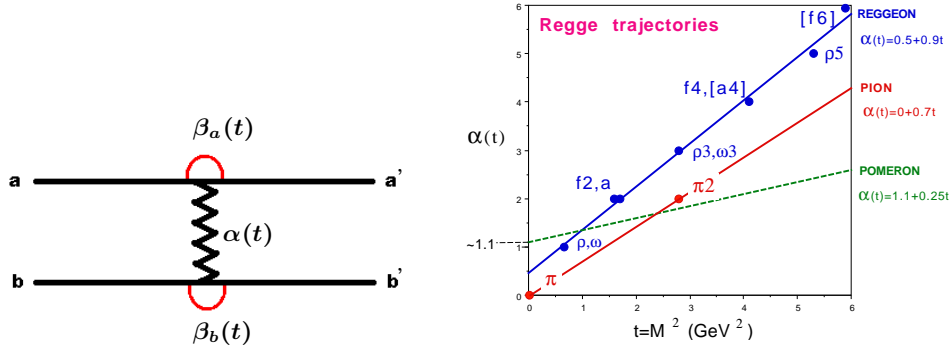 βa(t)
a
a'
α(t)
b
b'
βb(t)
Regge trajectories
α(t)
6
5
4
3
2
~1.1
1
0
0
1
2
3
4
5
6
t=M² (GeV²)
[f6]
ρ5
f4,[a4]
ρ3,ω3
f2,a
π2
ρ,ω
π
REGGEON
α(t)=0.5+0.9t
PION
α(t)=0+0.7t
POMERON
α(t)=1.1+0.25t